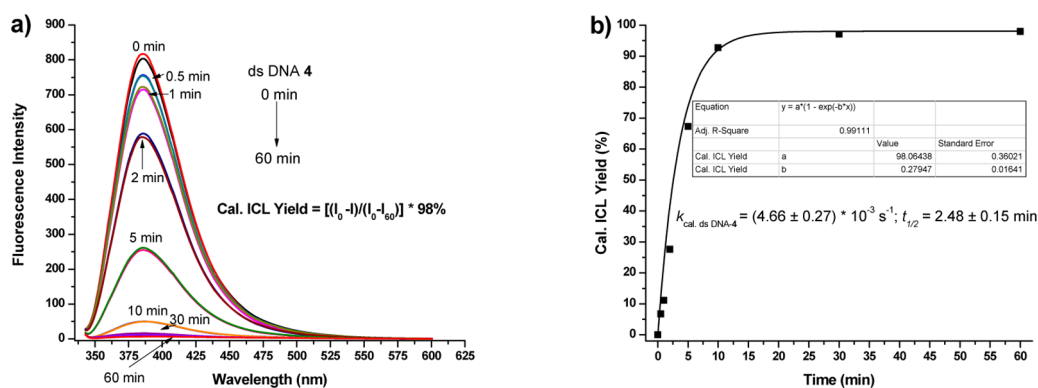 a)
900
800
700
600
500
400
300
200
100
0
Fluorescence Intensity
350 375 400 425 450 475 500 525 550 575 600 625
Wavelength (nm)
0 min
0.5 min
1 min
2 min
5 min
10 min
30 min
60 min
ds DNA 4
0 min
60 min
Cal. ICL Yield = [(I₀ -I)/(I₀-I₆₀)] * 98%
b)
100
90
80
70
60
50
40
30
20
10
0
Cal. ICL Yield (%)
0 5 10 15 20 25 30 35 40 45 50 55 60
Time (min)
Equation y = a*(1 - exp(-b*x))
Adj. R-Square 0.99111
Value Standard Error
Cal. ICL Yield a 98.06438 0.36021
Cal. ICL Yield b 0.27947 0.01641
k cal. ds DNA-4 = (4.66 ± 0.27) * 10⁻³ s⁻¹; t1/2 = 2.48 ± 0.15 min